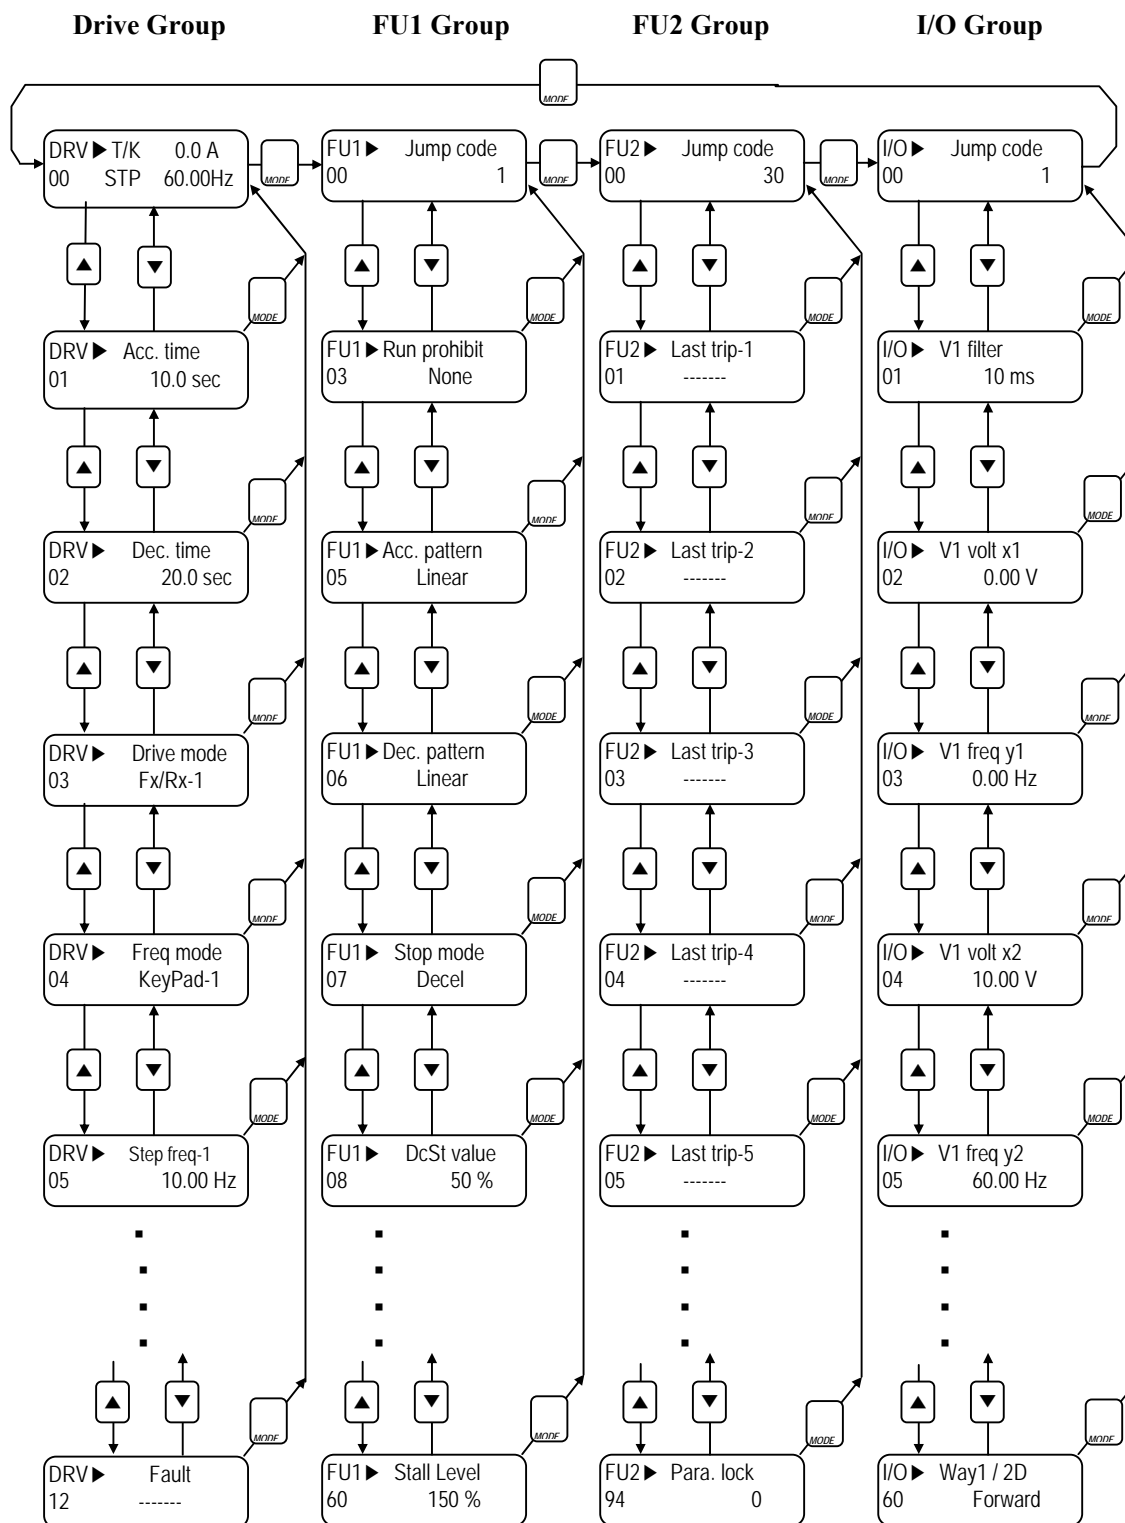 Drive Group FU1 Group FU2 Group I/O Group
MODE
DRV▶ T/K 0.0 A
00 STP 60.00Hz
MODE
FU1▶ Jump code
00 1
MODE
FU2▶ Jump code
00 30
MODE
I/O▶ Jump code
00 1
▲ ▼ ▲ ▼ ▲ ▼ ▲ ▼
MODE MODE MODE
DRV▶ Acc. time
01 10.0 sec
FU1▶ Run prohibit
03 None
FU2▶ Last trip-1
01 -------
I/O▶ V1 filter
01 10 ms
▲ ▼ ▲ ▼ ▲ ▼ ▲ ▼
MODE MODE MODE MODE
DRV▶ Dec. time
02 20.0 sec
FU1▶ Acc. pattern
05 Linear
FU2▶ Last trip-2
02 -------
I/O▶ V1 volt x1
02 0.00 V
▲ ▼ ▲ ▼ ▲ ▼ ▲ ▼
MODE MODE MODE MODE
DRV▶ Drive mode
03 Fx/Rx-1
FU1▶ Dec. pattern
06 Linear
FU2▶ Last trip-3
03 -------
I/O▶ V1 freq y1
03 0.00 Hz
▲ ▼ ▲ ▼ ▲ ▼ ▲ ▼
MODE MODE MODE MODE
DRV▶ Freq mode
04 KeyPad-1
FU1▶ Stop mode
07 Decel
FU2▶ Last trip-4
04 -------
I/O▶ V1 volt x2
04 10.00 V
▲ ▼ ▲ ▼ ▲ ▼ ▲ ▼
MODE MODE MODE MODE
DRV▶ Step freq-1
05 10.00 Hz
FU1▶ DcSt value
08 50 %
FU2▶ Last trip-5
05 -------
I/O▶ V1 freq y2
05 60.00 Hz
▲ ▼ ▲ ▼ ▲ ▼ ▲ ▼
MODE MODE MODE MODE
DRV▶ Fault
12 -------
FU1▶ Stall Level
60 150 %
FU2▶ Para. lock
94 0
I/O▶ Way1 / 2D
60 Forward